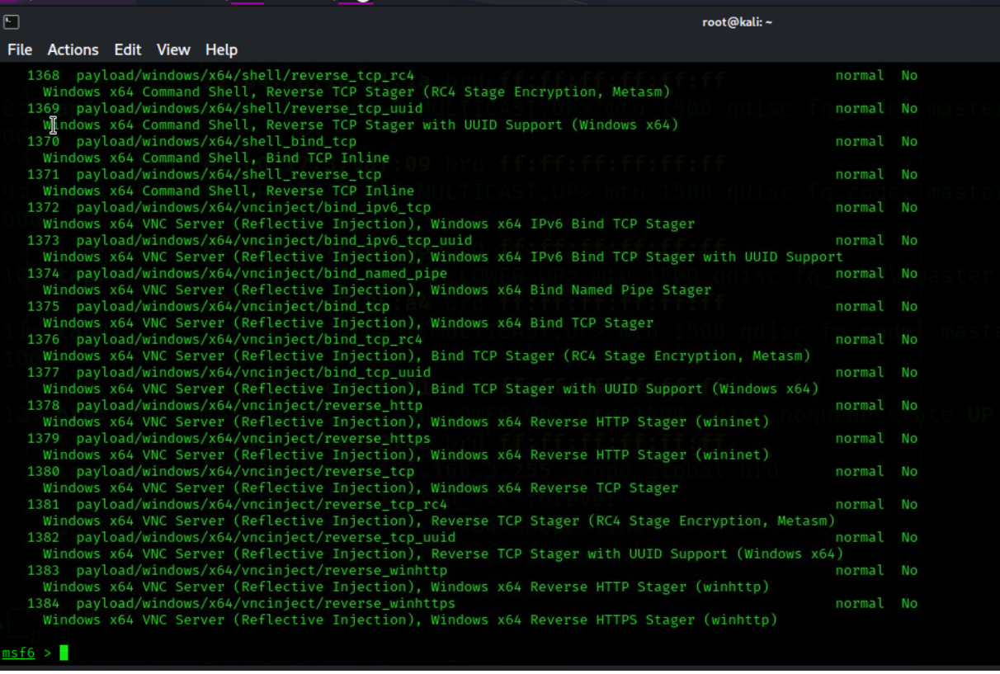 root@kali: ~
File Actions Edit View Help
1368 payload/windows/x64/shell/reverse_tcp_rc4 normal No
Windows x64 Command Shell, Reverse TCP Stager (RC4 Stage Encryption, Metasm)
1369 payload/windows/x64/shell/reverse_tcp_uuid normal No
Windows x64 Command Shell, Reverse TCP Stager with UUID Support (Windows x64)
1370 payload/windows/x64/shell_bind_tcp normal No
Windows x64 Command Shell, Bind TCP Inline
1371 payload/windows/x64/shell_reverse_tcp normal No
Windows x64 Command Shell, Reverse TCP Inline
1372 payload/windows/x64/vncinject/bind_ipv6_tcp normal No
Windows x64 VNC Server (Reflective Injection), Windows x64 IPv6 Bind TCP Stager
1373 payload/windows/x64/vncinject/bind_ipv6_tcp_uuid normal No
Windows x64 VNC Server (Reflective Injection), Windows x64 IPv6 Bind TCP Stager with UUID Support
1374 payload/windows/x64/vncinject/bind_named_pipe normal No
Windows x64 VNC Server (Reflective Injection), Windows x64 Bind Named Pipe Stager
1375 payload/windows/x64/vncinject/bind_tcp normal No
Windows x64 VNC Server (Reflective Injection), Windows x64 Bind TCP Stager
1376 payload/windows/x64/vncinject/bind_tcp_rc4 normal No
Windows x64 VNC Server (Reflective Injection), Bind TCP Stager (RC4 Stage Encryption, Metasm)
1377 payload/windows/x64/vncinject/bind_tcp_uuid normal No
Windows x64 VNC Server (Reflective Injection), Bind TCP Stager with UUID Support (Windows x64)
1378 payload/windows/x64/vncinject/reverse_http normal No
Windows x64 VNC Server (Reflective Injection), Windows x64 Reverse HTTP Stager (wininet)
1379 payload/windows/x64/vncinject/reverse_https normal No
Windows x64 VNC Server (Reflective Injection), Windows x64 Reverse HTTP Stager (wininet)
1380 payload/windows/x64/vncinject/reverse_tcp normal No
Windows x64 VNC Server (Reflective Injection), Windows x64 Reverse TCP Stager
1381 payload/windows/x64/vncinject/reverse_tcp_rc4 normal No
Windows x64 VNC Server (Reflective Injection), Reverse TCP Stager (RC4 Stage Encryption, Metasm)
1382 payload/windows/x64/vncinject/reverse_tcp_uuid normal No
Windows x64 VNC Server (Reflective Injection), Reverse TCP Stager with UUID Support (Windows x64)
1383 payload/windows/x64/vncinject/reverse_winhttp normal No
Windows x64 VNC Server (Reflective Injection), Windows x64 Reverse HTTP Stager (winhttp)
1384 payload/windows/x64/vncinject/reverse_winhttps normal No
Windows x64 VNC Server (Reflective Injection), Windows x64 Reverse HTTPS Stager (winhttp)
msf6 >